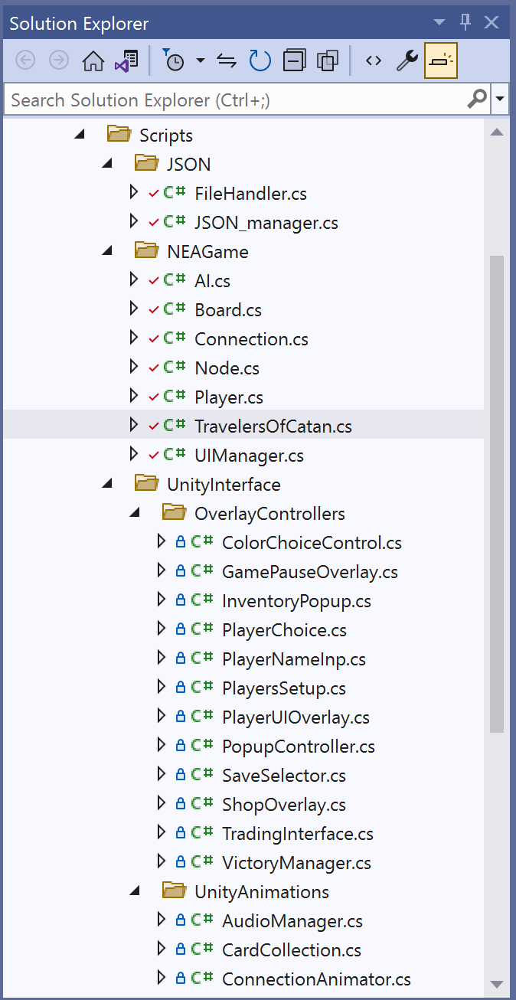 Solution Explorer
Search Solution Explorer (Ctrl+;)
Scripts
JSON
C# FileHandler.cs
C# JSON_manager.cs
NEAGame
C# AI.cs
C# Board.cs
C# Connection.cs
C# Node.cs
C# Player.cs
C# TravelersOfCatan.cs
C# UIManager.cs
UnityInterface
OverlayControllers
C# ColorChoiceControl.cs
C# GamePauseOverlay.cs
C# InventoryPopup.cs
C# PlayerChoice.cs
C# PlayerNameInp.cs
C# PlayersSetup.cs
C# PlayerUIOverlay.cs
C# PopupController.cs
C# SaveSelector.cs
C# ShopOverlay.cs
C# TradingInterface.cs
C# VictoryManager.cs
UnityAnimations
C# AudioManager.cs
C# CardCollection.cs
C# ConnectionAnimator.cs